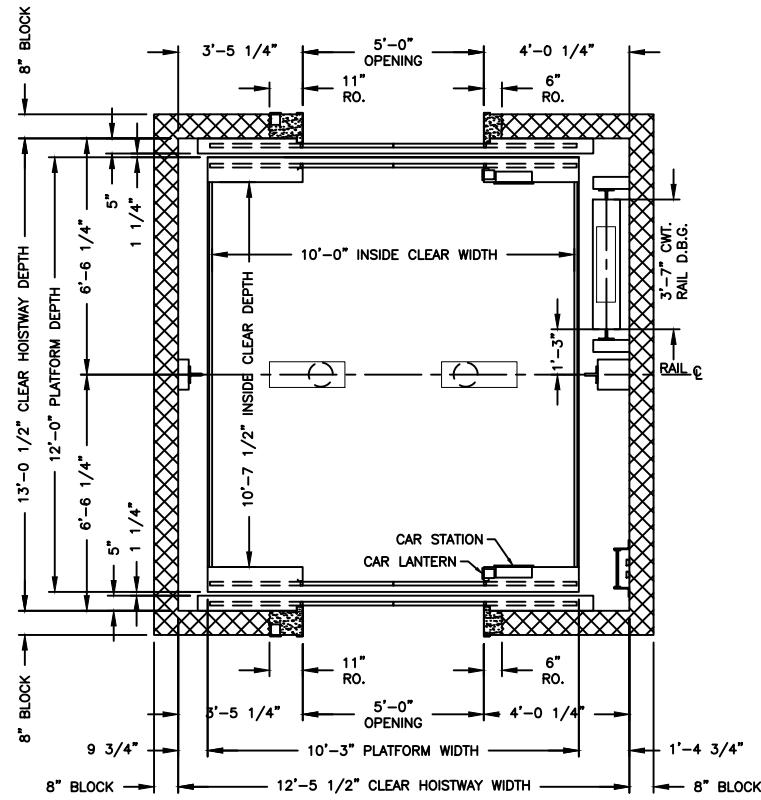 8" BLOCK
3'-5 1/4"
5'-0"
OPENING
4'-0 1/4"
11"
RO.
6"
RO.
5"
1 1/4"
6'-6 1/4"
13'-0 1/2" CLEAR HOISTWAY DEPTH
12'-0" PLATFORM DEPTH
10'-0" INSIDE CLEAR WIDTH
10'-7 1/2" INSIDE CLEAR DEPTH
3'-7" CWT.
RAIL D.B.G.
1'-3"
RAIL ℄
6'-6 1/4"
1 1/4"
5"
CAR STATION
CAR LANTERN
11"
RO.
6"
RO.
8" BLOCK
3'-5 1/4"
5'-0"
OPENING
4'-0 1/4"
9 3/4"
10'-3" PLATFORM WIDTH
1'-4 3/4"
8" BLOCK
12'-5 1/2" CLEAR HOISTWAY WIDTH
8" BLOCK